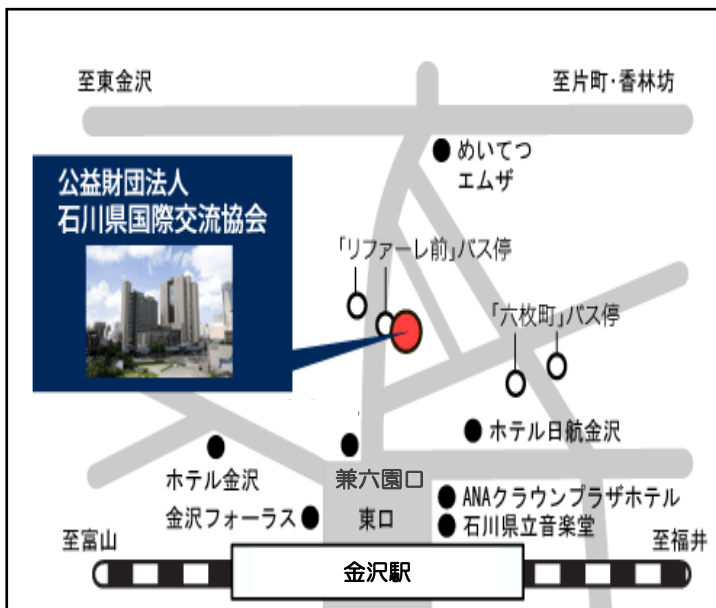 至東金沢
至片町・香林坊
めいてつ
エムザ
公益財団法人
石川県国際交流協会
「リファーレ前」バス停
「六枚町」バス停
ホテル日航金沢
ホテル金沢
兼六園口
ANAクラウンプラザホテル
金沢フォーラス
東口
石川県立音楽堂
至富山
至福井
金沢駅